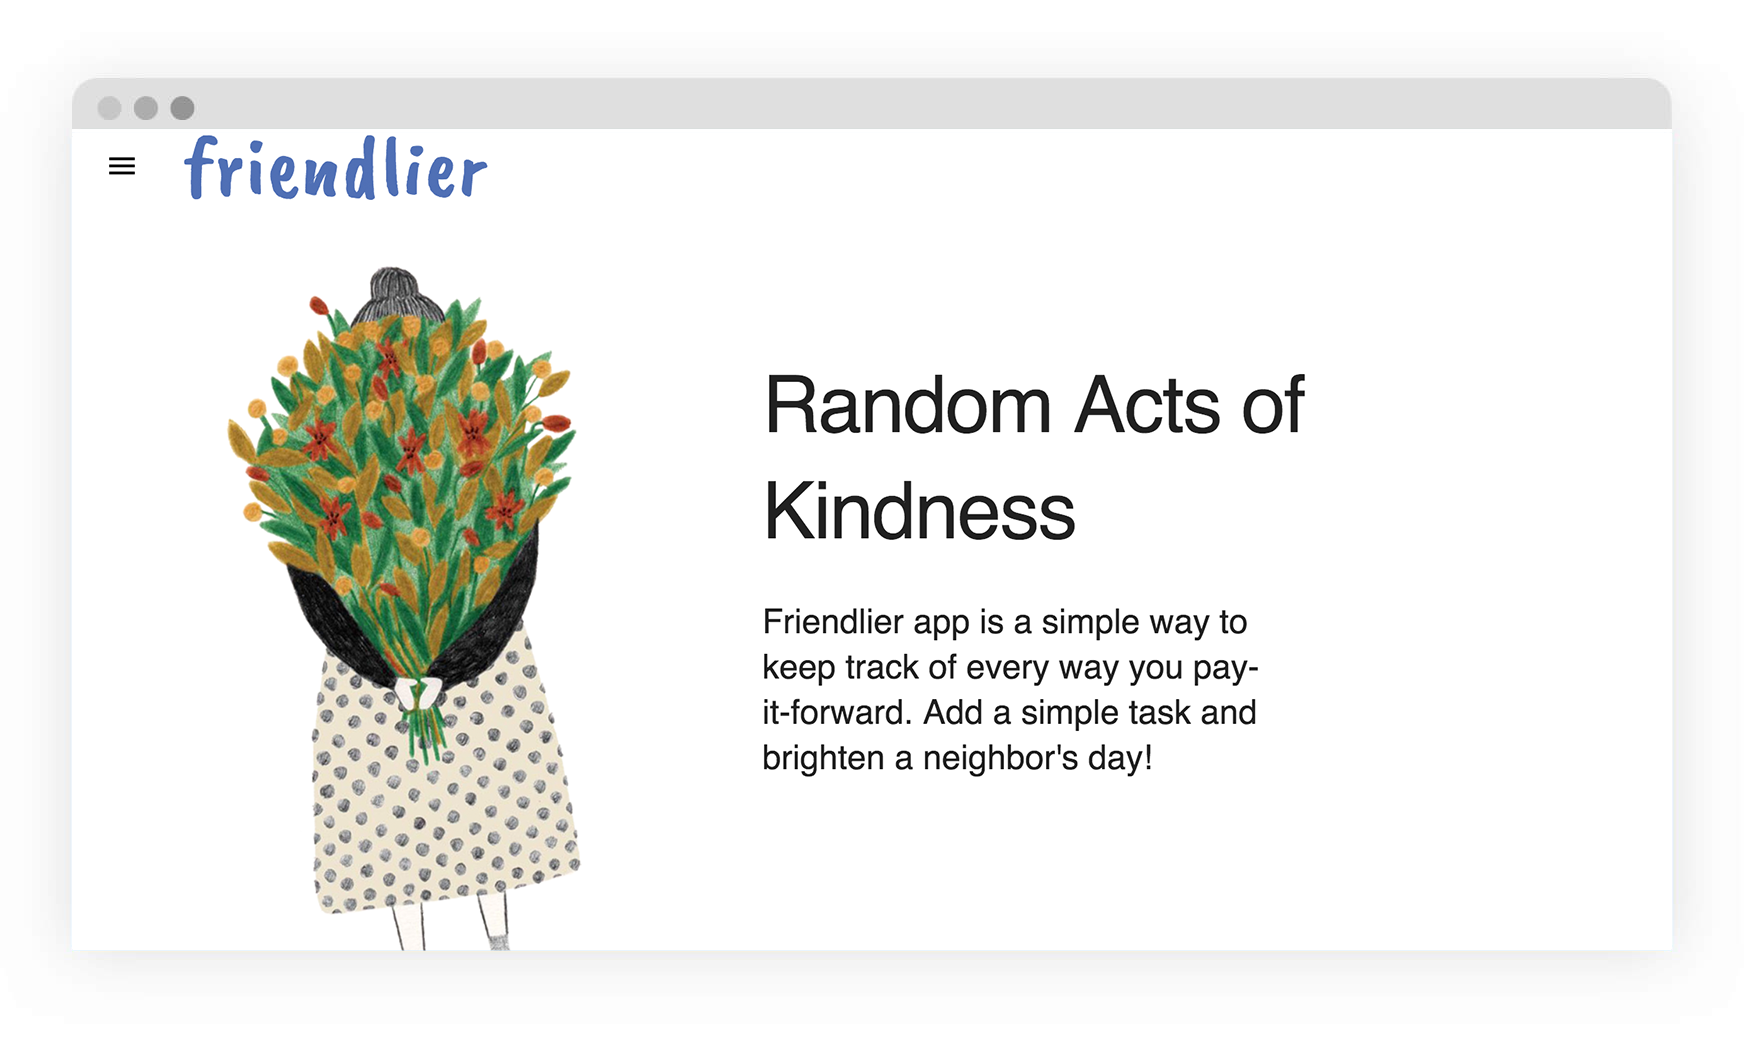 friendlier
Random Acts of
Kindness
Friendlier app is a simple way to
keep track of every way you pay-
it-forward. Add a simple task and
brighten a neighbor's day!